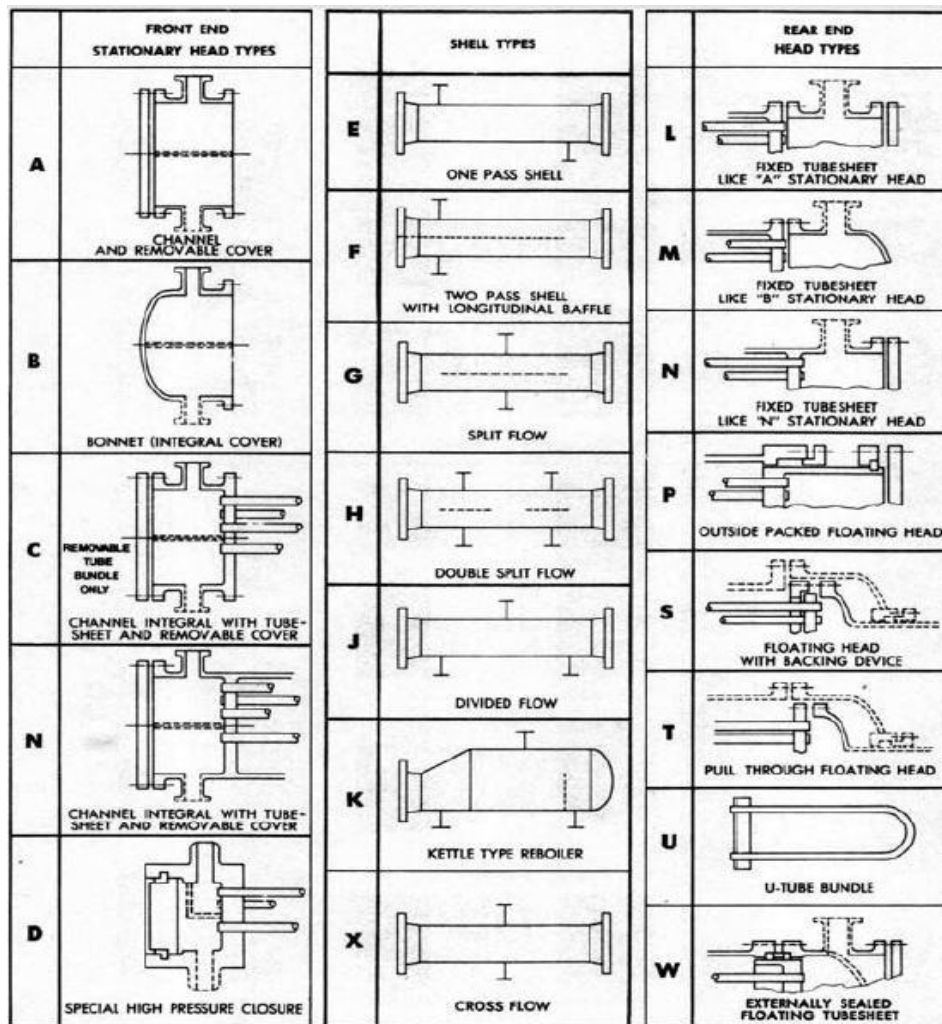 FRONT END
STATIONARY HEAD TYPES
A
CHANNEL
AND REMOVABLE COVER
B
BONNET (INTEGRAL COVER)
C
REMOVABLE
TUBE
BUNDLE
ONLY
CHANNEL INTEGRAL WITH TUBE-
SHEET AND REMOVABLE COVER
N
CHANNEL INTEGRAL WITH TUBE-
SHEET AND REMOVABLE COVER
D
SPECIAL HIGH PRESSURE CLOSURE
SHELL TYPES
E
ONE PASS SHELL
F
TWO PASS SHELL
WITH LONGITUDINAL BAFFLE
G
SPLIT FLOW
H
DOUBLE SPLIT FLOW
J
DIVIDED FLOW
K
KETTLE TYPE REBOILER
X
CROSS FLOW
REAR END
HEAD TYPES
L
FIXED TUBESHEET
LIKE "A" STATIONARY HEAD
M
FIXED TUBESHEET
LIKE "B" STATIONARY HEAD
N
FIXED TUBESHEET
LIKE "N" STATIONARY HEAD
P
OUTSIDE PACKED FLOATING HEAD
S
FLOATING HEAD
WITH BACKING DEVICE
T
PULL THROUGH FLOATING HEAD
U
U-TUBE BUNDLE
W
EXTERNALLY SEALED
FLOATING TUBESHEET